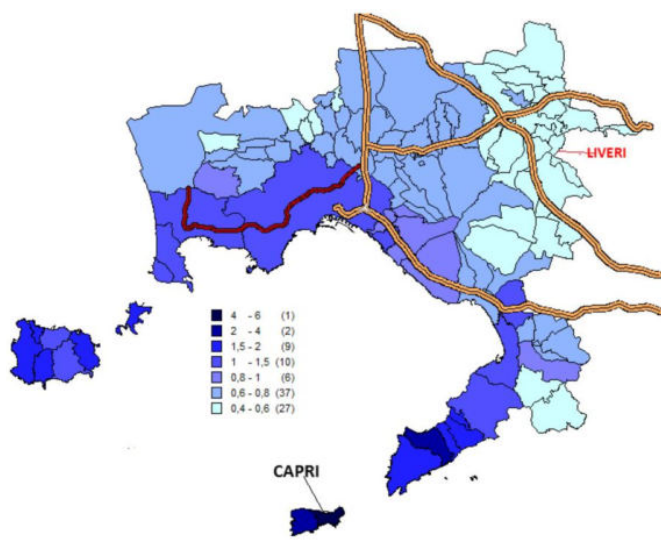 LIVERI
4 - 6 (1)
2 - 4 (2)
1,5 - 2 (9)
1 - 1,5 (10)
0,8 - 1 (6)
0,6 - 0,8 (37)
0,4 - 0,6 (27)
CAPRI